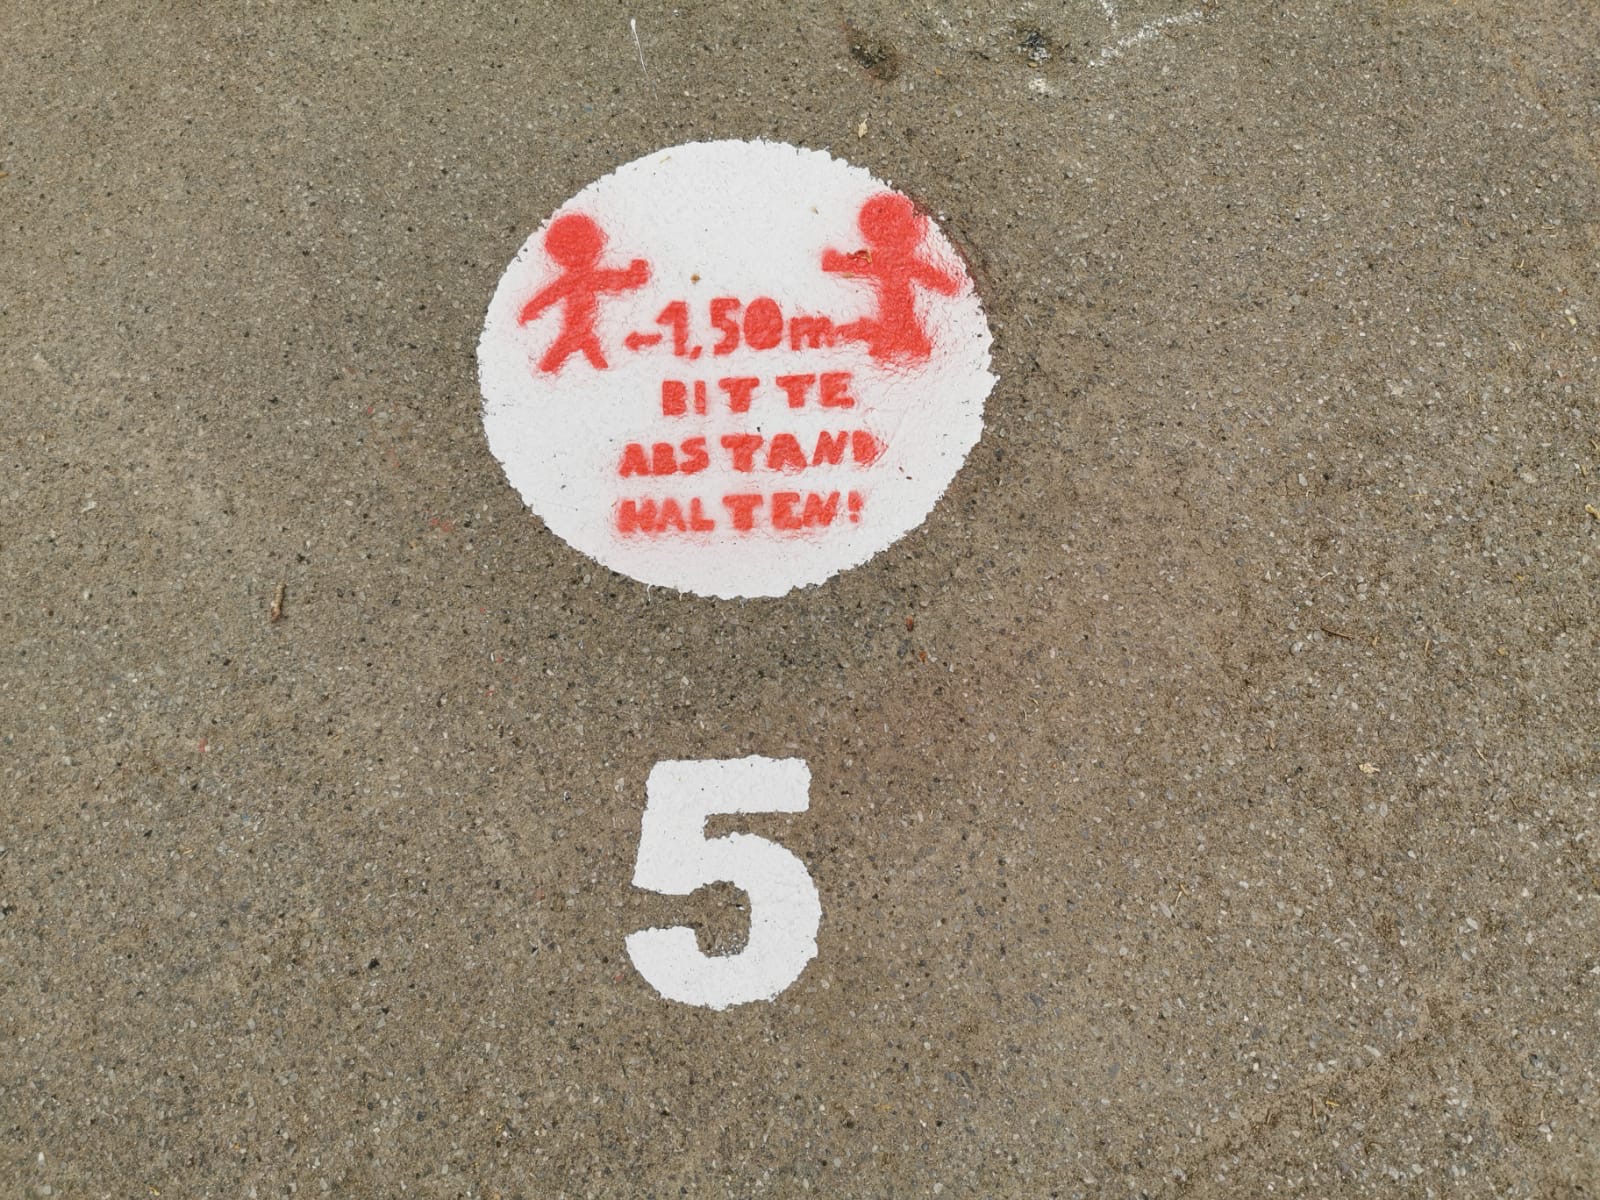 -1,50m-
BITTE
ABSTAND
HALTEN!
5